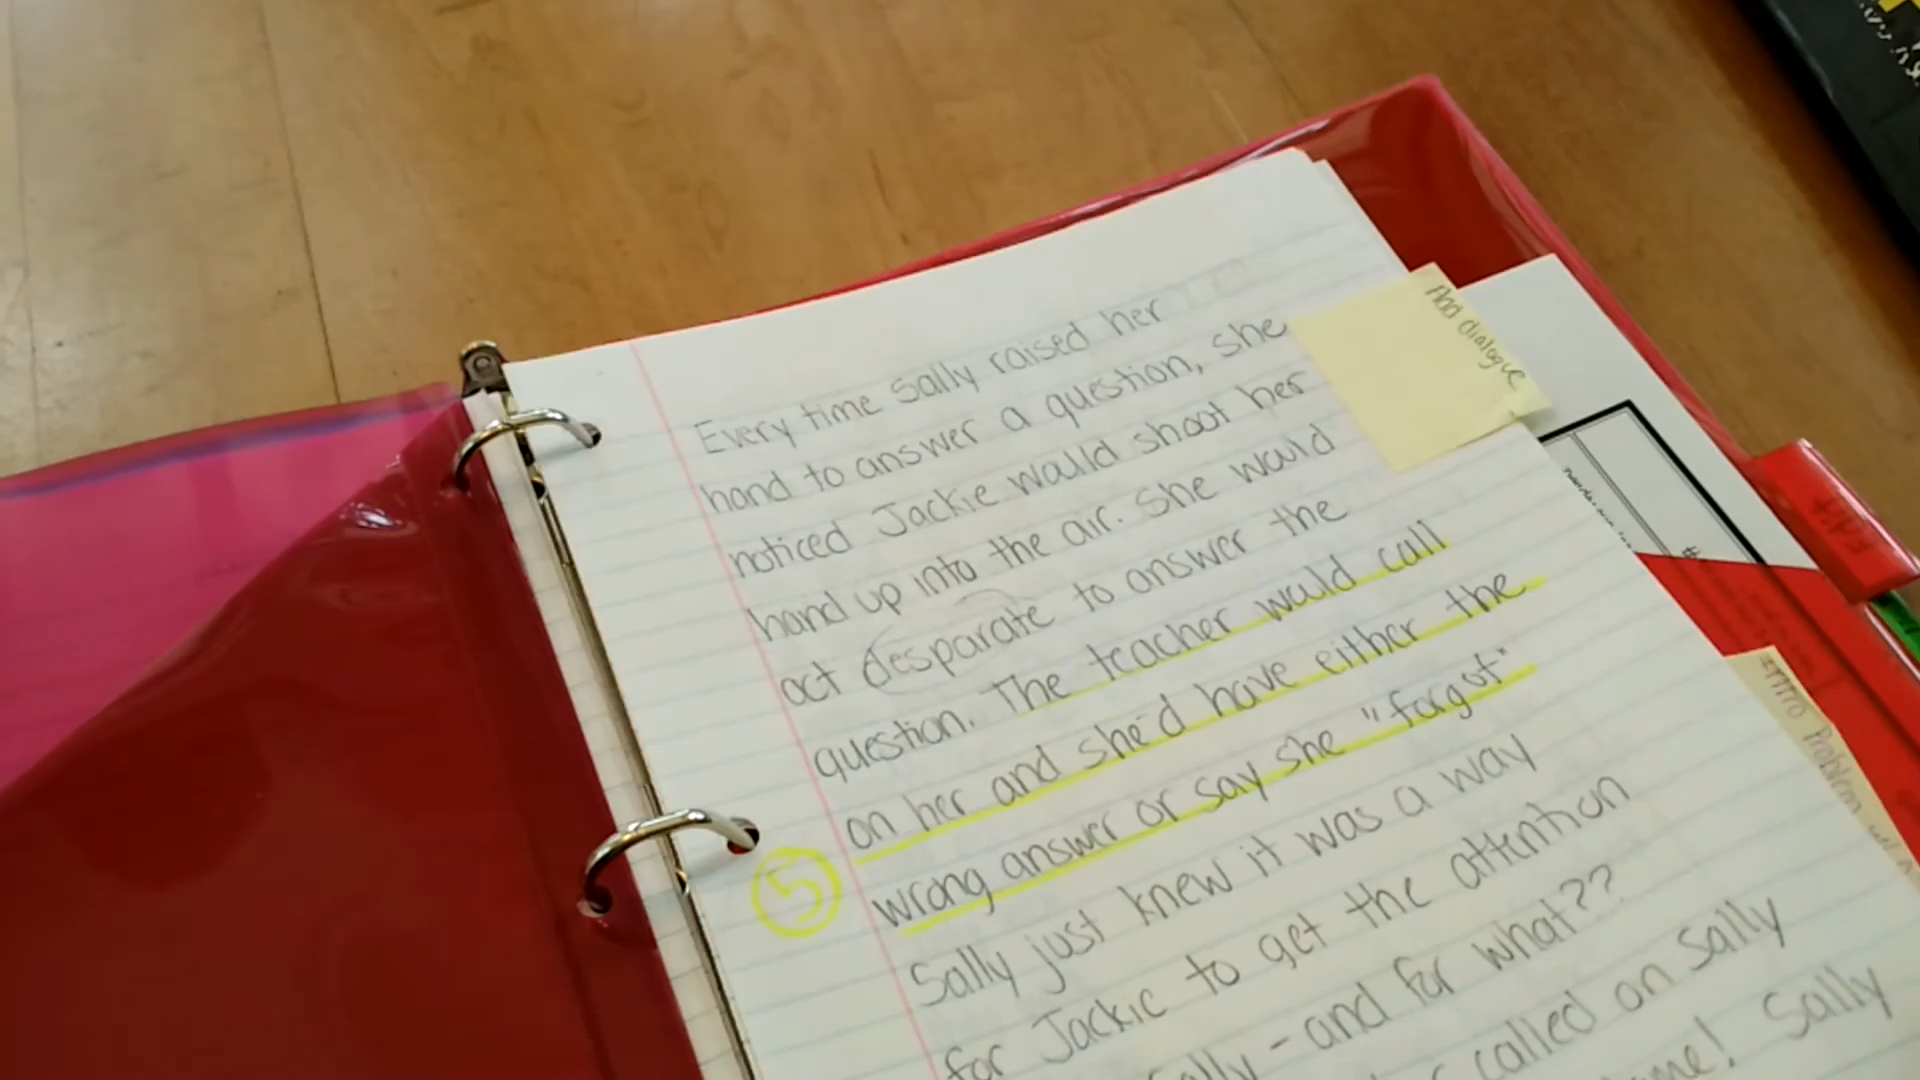 Every time Sally raised her
hand to answer a question, she
noticed Jackie would shoot her
hand up into the air. She would
act desparate to answer the
question. The teacher would call
on her and she'd have either the
wrong answer or say she "forgot"
5
Sally just knew it was a way
for Jackie to get the attention
- and for what??
called on Sally
Sally
Add dialogue
Edit
Intro Problem